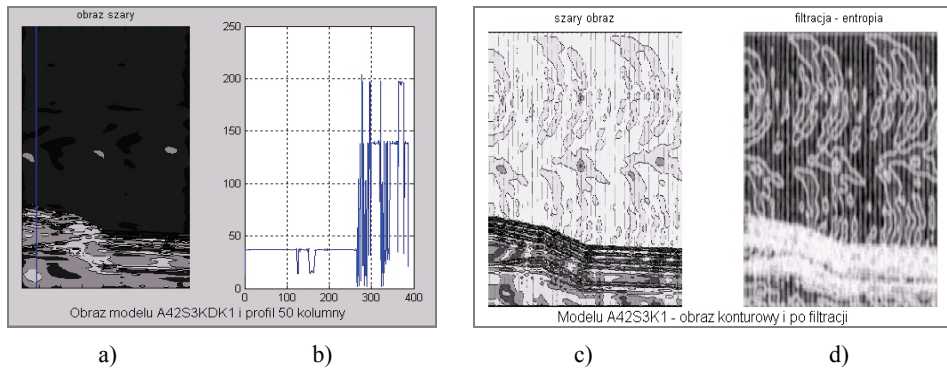 obraz szary
250
200
150
100
50
0
0 100 200 300 400
Obraz modelu A42S3KDK1 i profil 50 kolumny
szary obraz
filtracja - entropia
Modelu A42S3K1 - obraz konturowy i po filtracji
a) b) c) d)